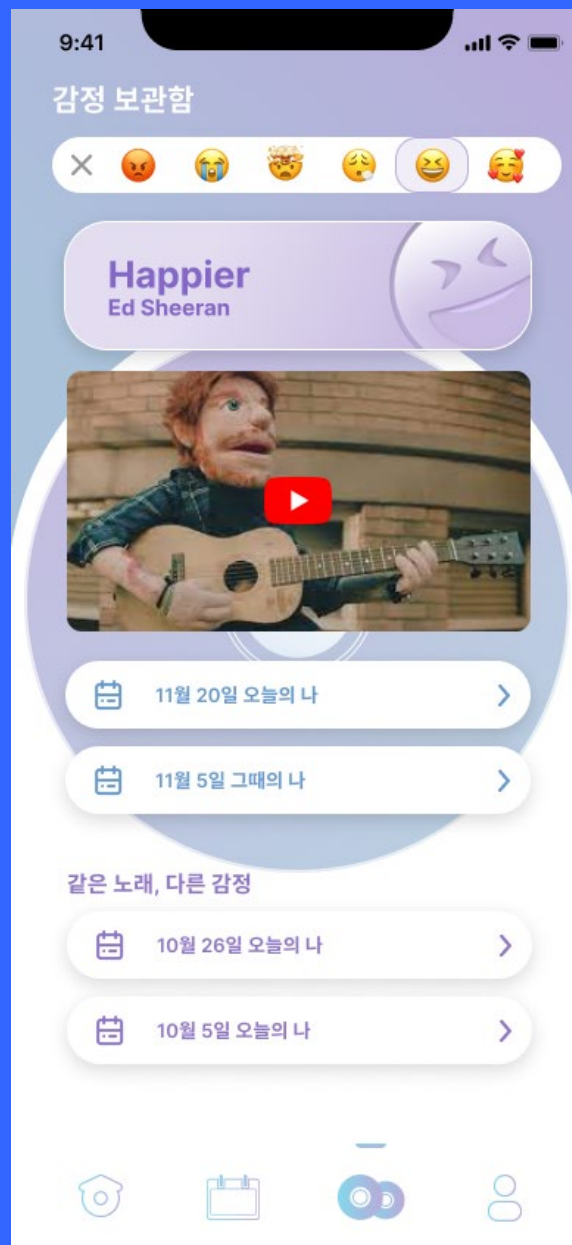 9:41
감정 보관함
Happier
Ed Sheeran
11월 20일 오늘의 나
11월 5일 그때의 나
같은 노래, 다른 감정
10월 26일 오늘의 나
10월 5일 오늘의 나